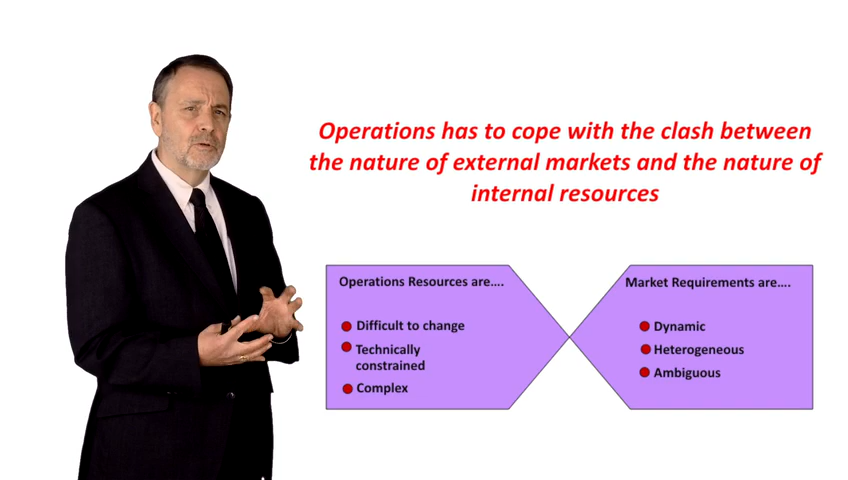 Operations has to cope with the clash between
the nature of external markets and the nature of
internal resources
Operations Resources are....
Difficult to change
Technically
constrained
Complex
Market Requirements are....
Dynamic
Heterogeneous
Ambiguous